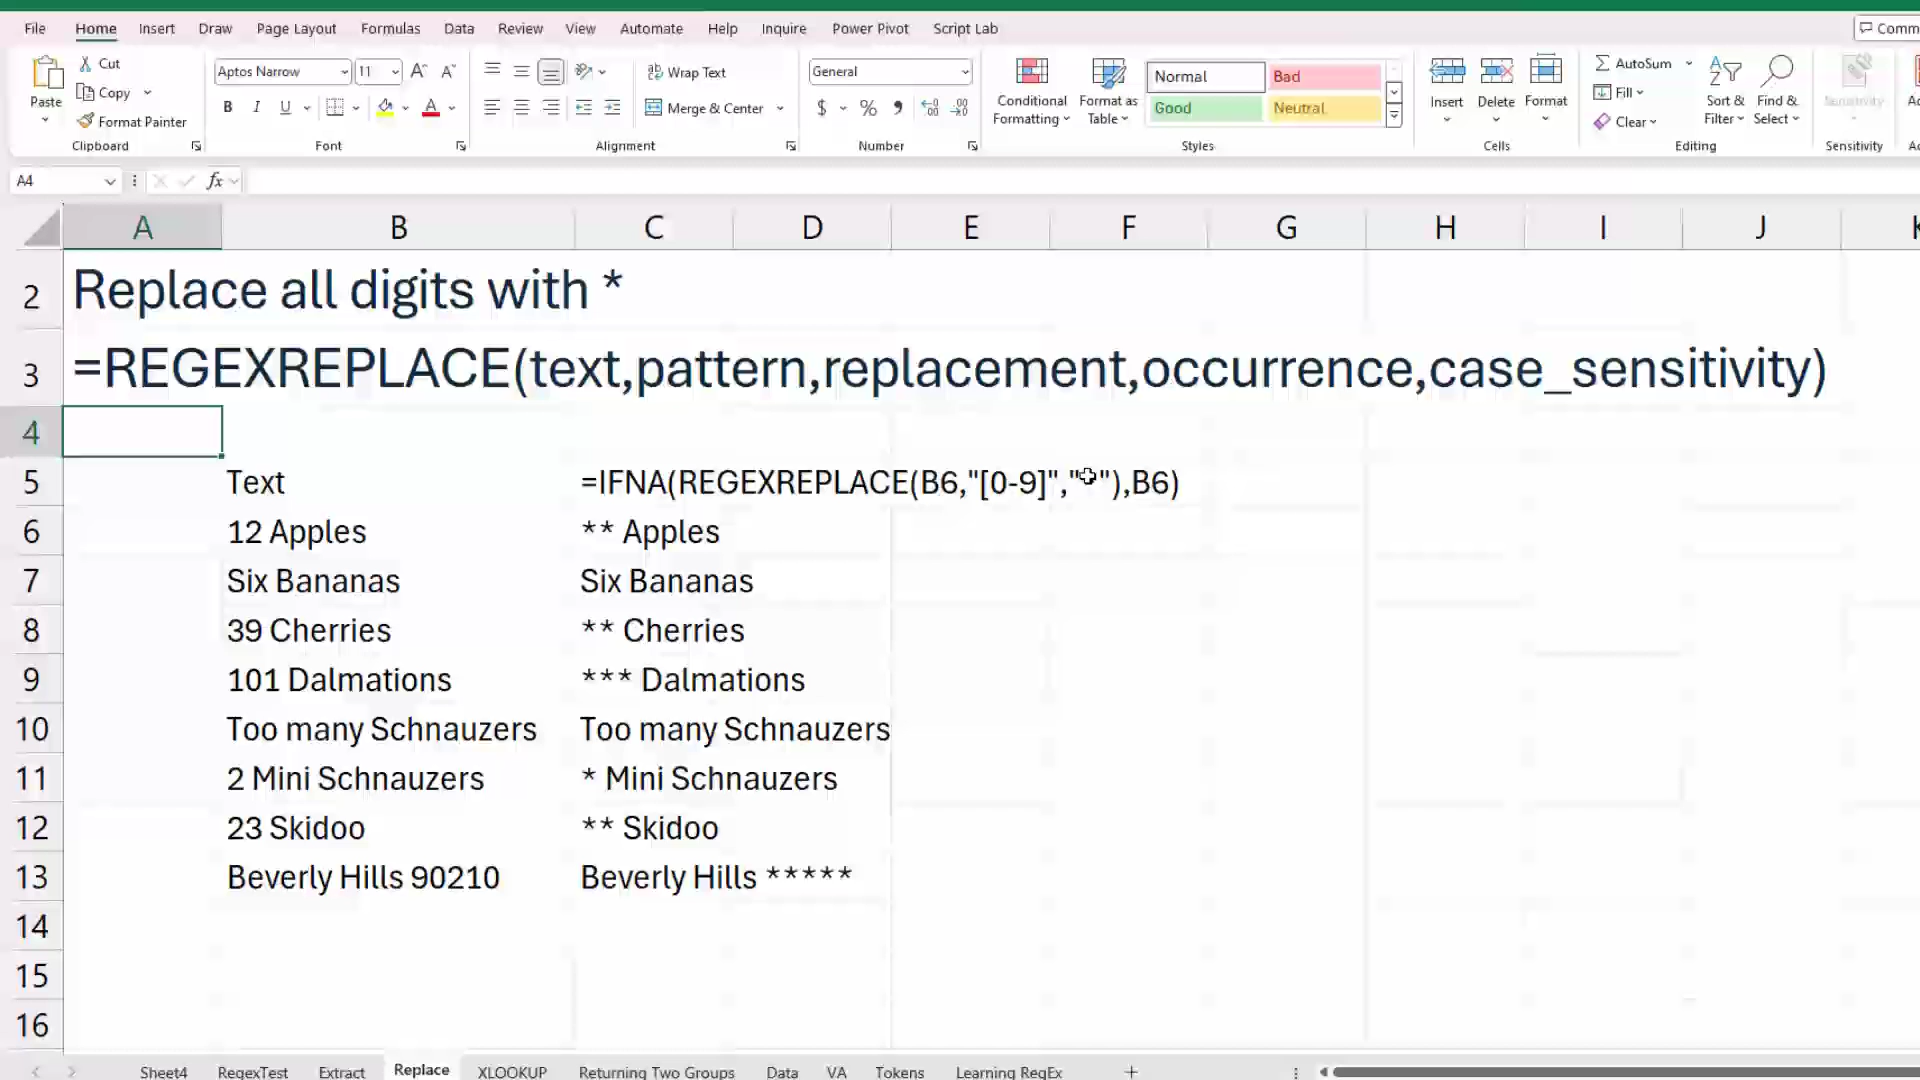 File Home Insert Draw Page Layout Formulas Data Review View Automate Help Inquire Power Pivot Script Lab Comm
Paste Cut Copy Format Painter
Clipboard
Aptos Narrow 11
B I U
Font
Wrap Text
Merge & Center
Alignment
General
$ %
Number
Conditional Formatting
Format as Table
Normal Bad
Good Neutral
Styles
Insert Delete Format
Cells
AutoSum
Fill
Clear
Sort & Filter
Find & Select
Editing
Sensitivity
Sensitivity
A4 fx
A B C D E F G H I J K
2 Replace all digits with *
3 =REGEXREPLACE(text,pattern,replacement,occurrence,case_sensitivity)
4
5 Text =IFNA(REGEXREPLACE(B6,"[0-9]"," "),B6)
6 12 Apples ** Apples
7 Six Bananas Six Bananas
8 39 Cherries ** Cherries
9 101 Dalmations *** Dalmations
10 Too many Schnauzers Too many Schnauzers
11 2 Mini Schnauzers * Mini Schnauzers
12 23 Skidoo ** Skidoo
13 Beverly Hills 90210 Beverly Hills *****
14
15
16
Sheet4 RegexTest Extract Replace XLOOKUP Returning Two Groups Data VA Tokens Learning RegEx +